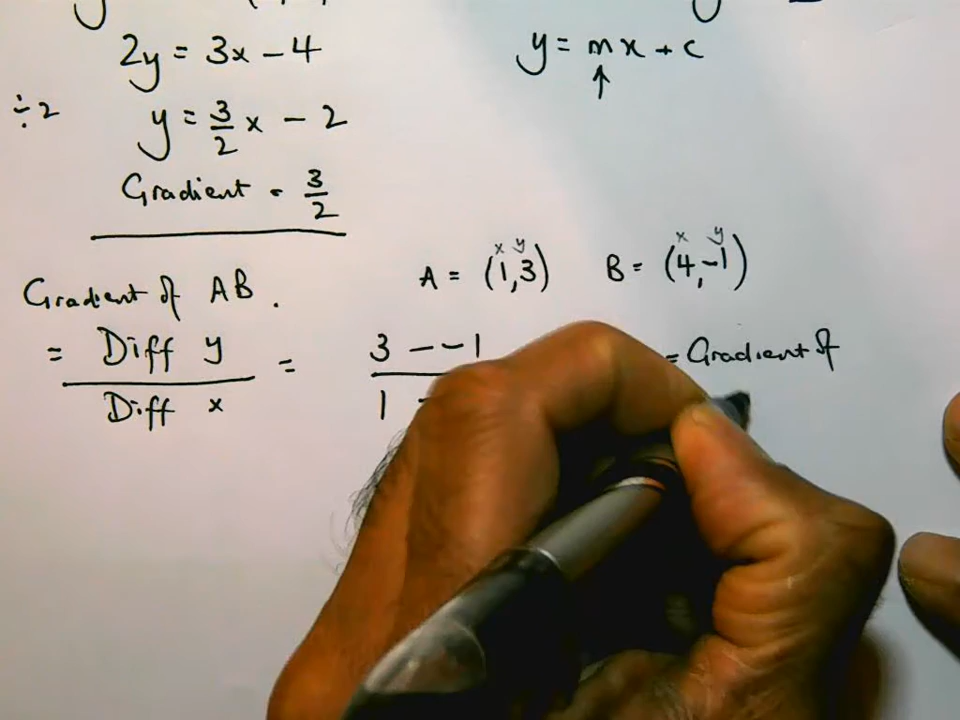 2y = 3x - 4
y = mx + c
↑
÷2
y = 3/2 x - 2
Gradient = 3/2
x y
x y
Gradient of AB.
A = (1,3)
B = (4,-1)
= Diff y / Diff x = 3 - -1 / 1 -
= Gradient of